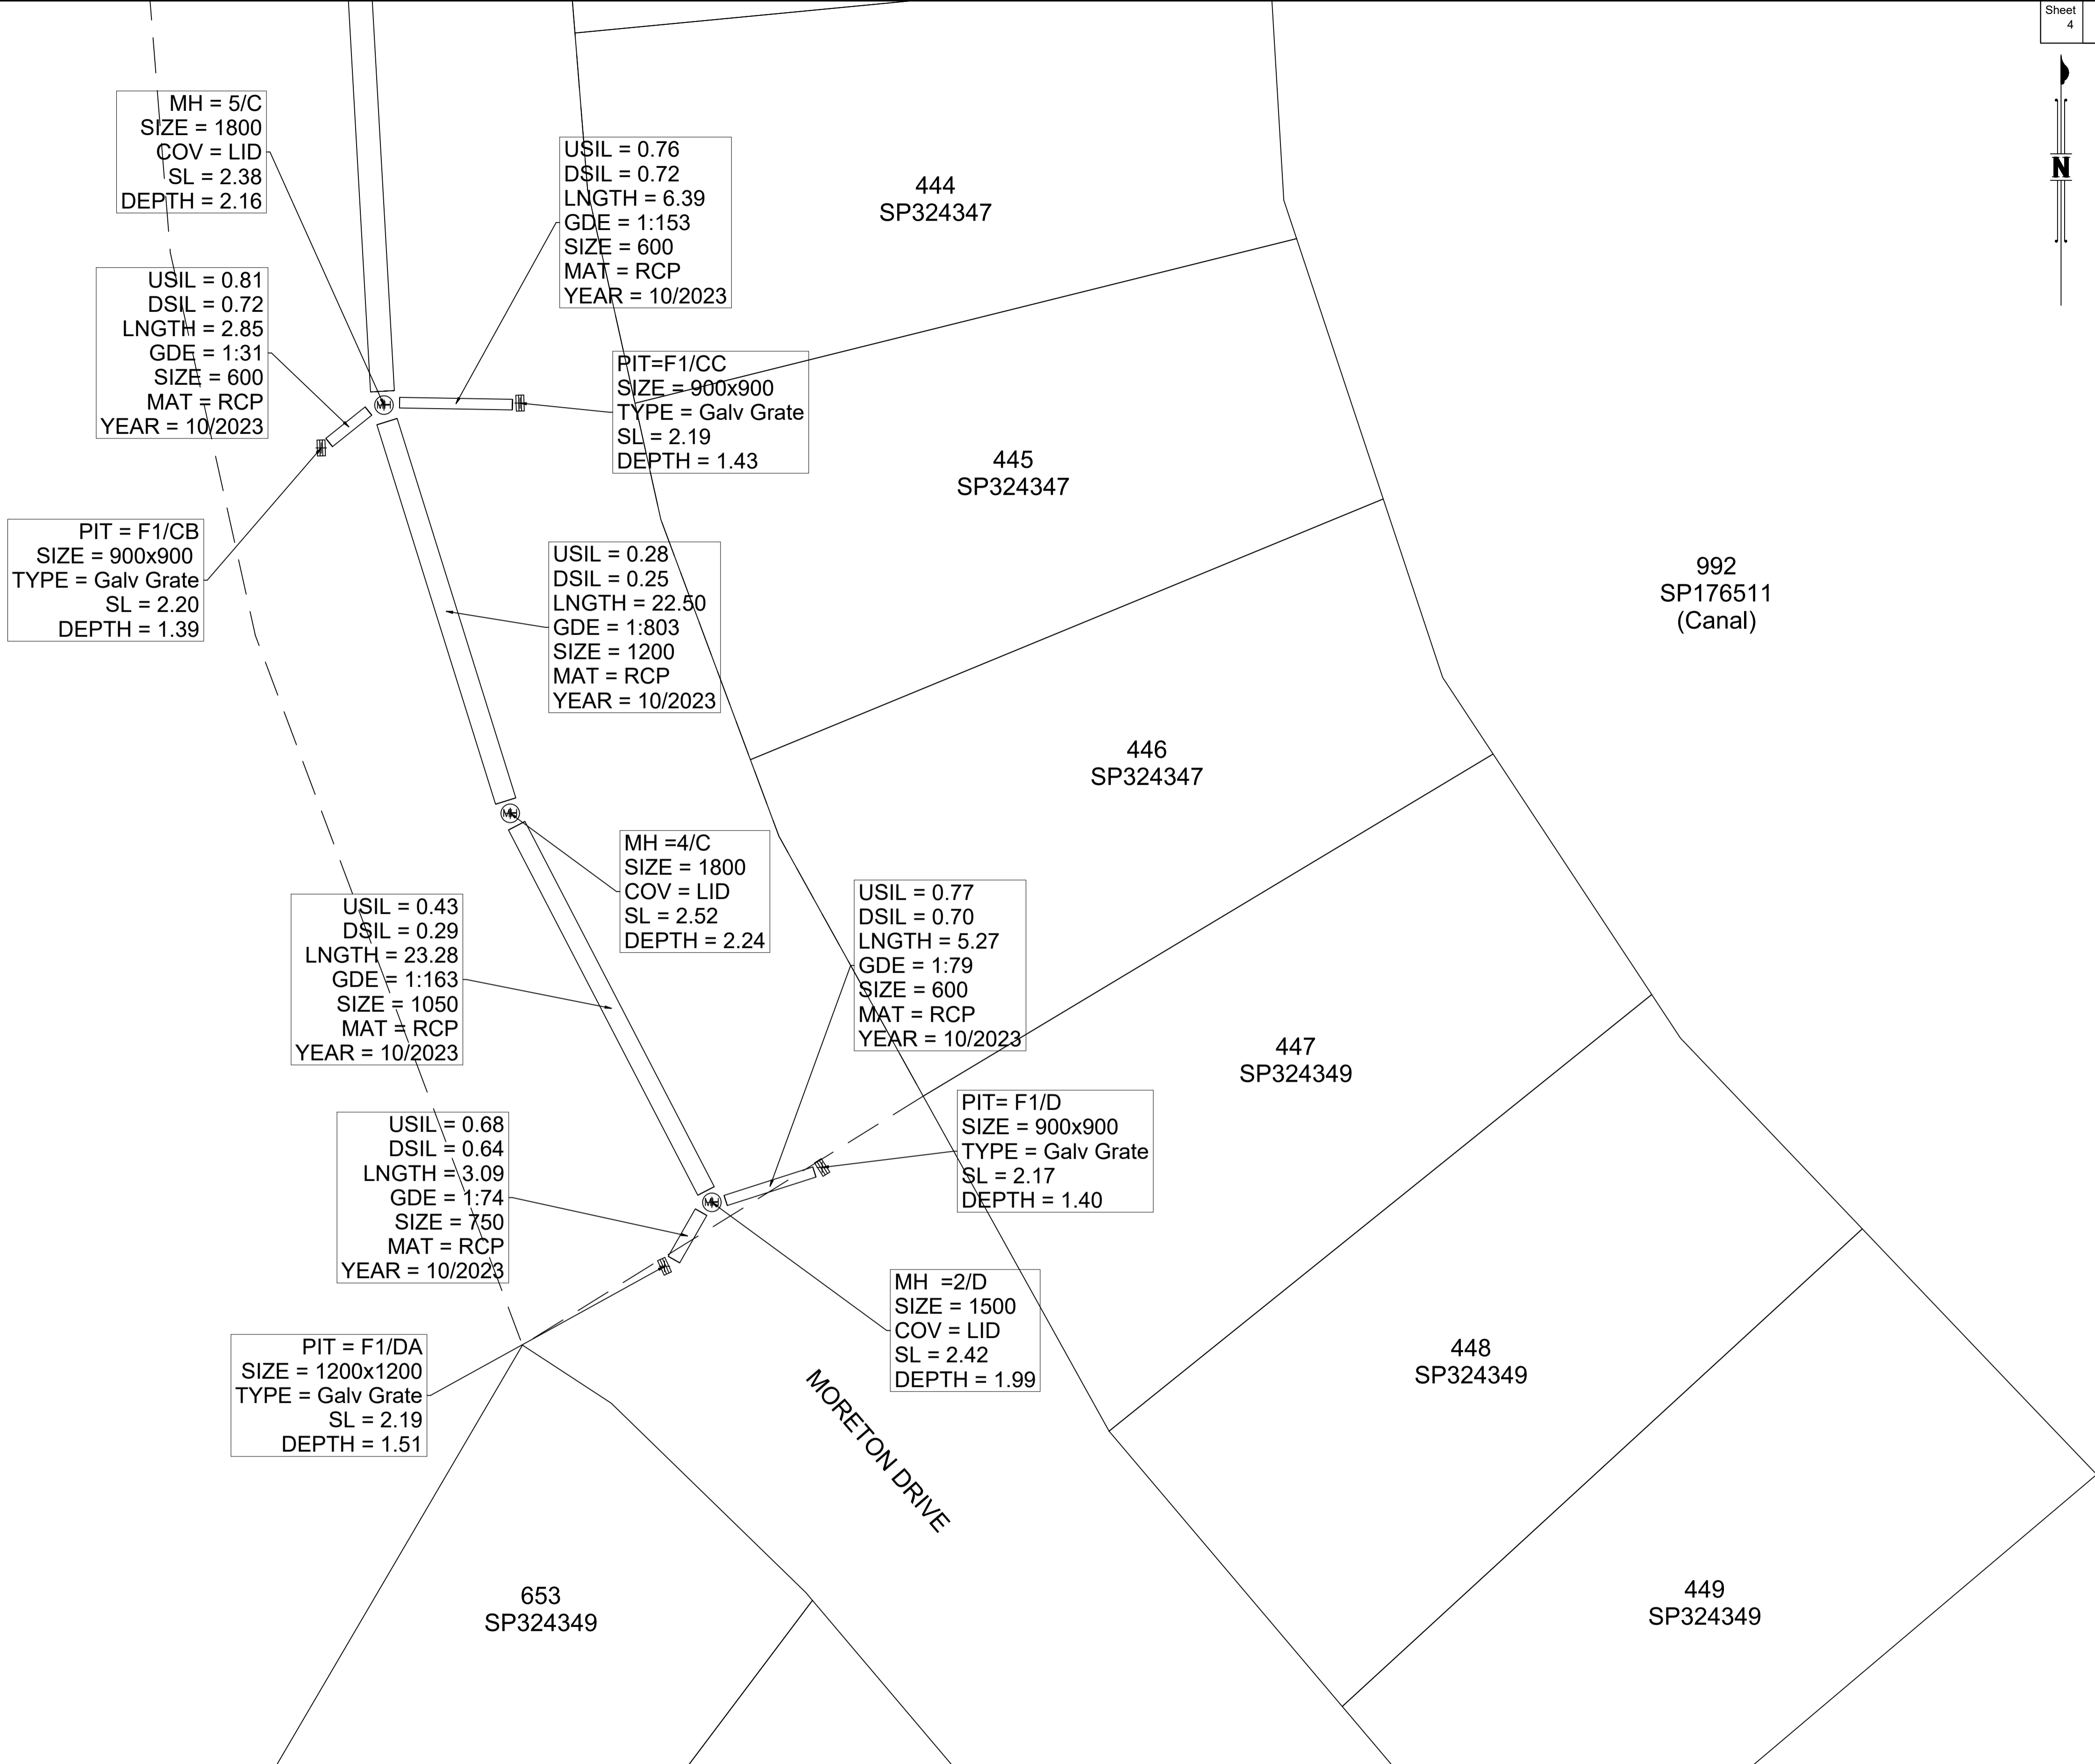 Sheet
4
N
MH = 5/C
SIZE = 1800
COV = LID
SL = 2.38
DEPTH = 2.16
USIL = 0.76
DSIL = 0.72
LNGTH = 6.39
GDE = 1:153
SIZE = 600
MAT = RCP
YEAR = 10/2023
444
SP324347
USIL = 0.81
DSIL = 0.72
LNGTH = 2.85
GDE = 1:31
SIZE = 600
MAT = RCP
YEAR = 10/2023
MH
PIT=F1/CC
SIZE = 900x900
TYPE = Galv Grate
SL = 2.19
DEPTH = 1.43
445
SP324347
PIT = F1/CB
SIZE = 900x900
TYPE = Galv Grate
SL = 2.20
DEPTH = 1.39
USIL = 0.28
DSIL = 0.25
LNGTH = 22.50
GDE = 1:803
SIZE = 1200
MAT = RCP
YEAR = 10/2023
992
SP176511
(Canal)
446
SP324347
MH
MH =4/C
SIZE = 1800
COV = LID
SL = 2.52
DEPTH = 2.24
USIL = 0.43
DSIL = 0.29
LNGTH = 23.28
GDE = 1:163
SIZE = 1050
MAT = RCP
YEAR = 10/2023
USIL = 0.77
DSIL = 0.70
LNGTH = 5.27
GDE = 1:79
SIZE = 600
MAT = RCP
YEAR = 10/2023
447
SP324349
USIL = 0.68
DSIL = 0.64
LNGTH = 3.09
GDE = 1:74
SIZE = 750
MAT = RCP
YEAR = 10/2023
MH
PIT= F1/D
SIZE = 900x900
TYPE = Galv Grate
SL = 2.17
DEPTH = 1.40
MH =2/D
SIZE = 1500
COV = LID
SL = 2.42
DEPTH = 1.99
PIT = F1/DA
SIZE = 1200x1200
TYPE = Galv Grate
SL = 2.19
DEPTH = 1.51
448
SP324349
MORETON DRIVE
653
SP324349
449
SP324349